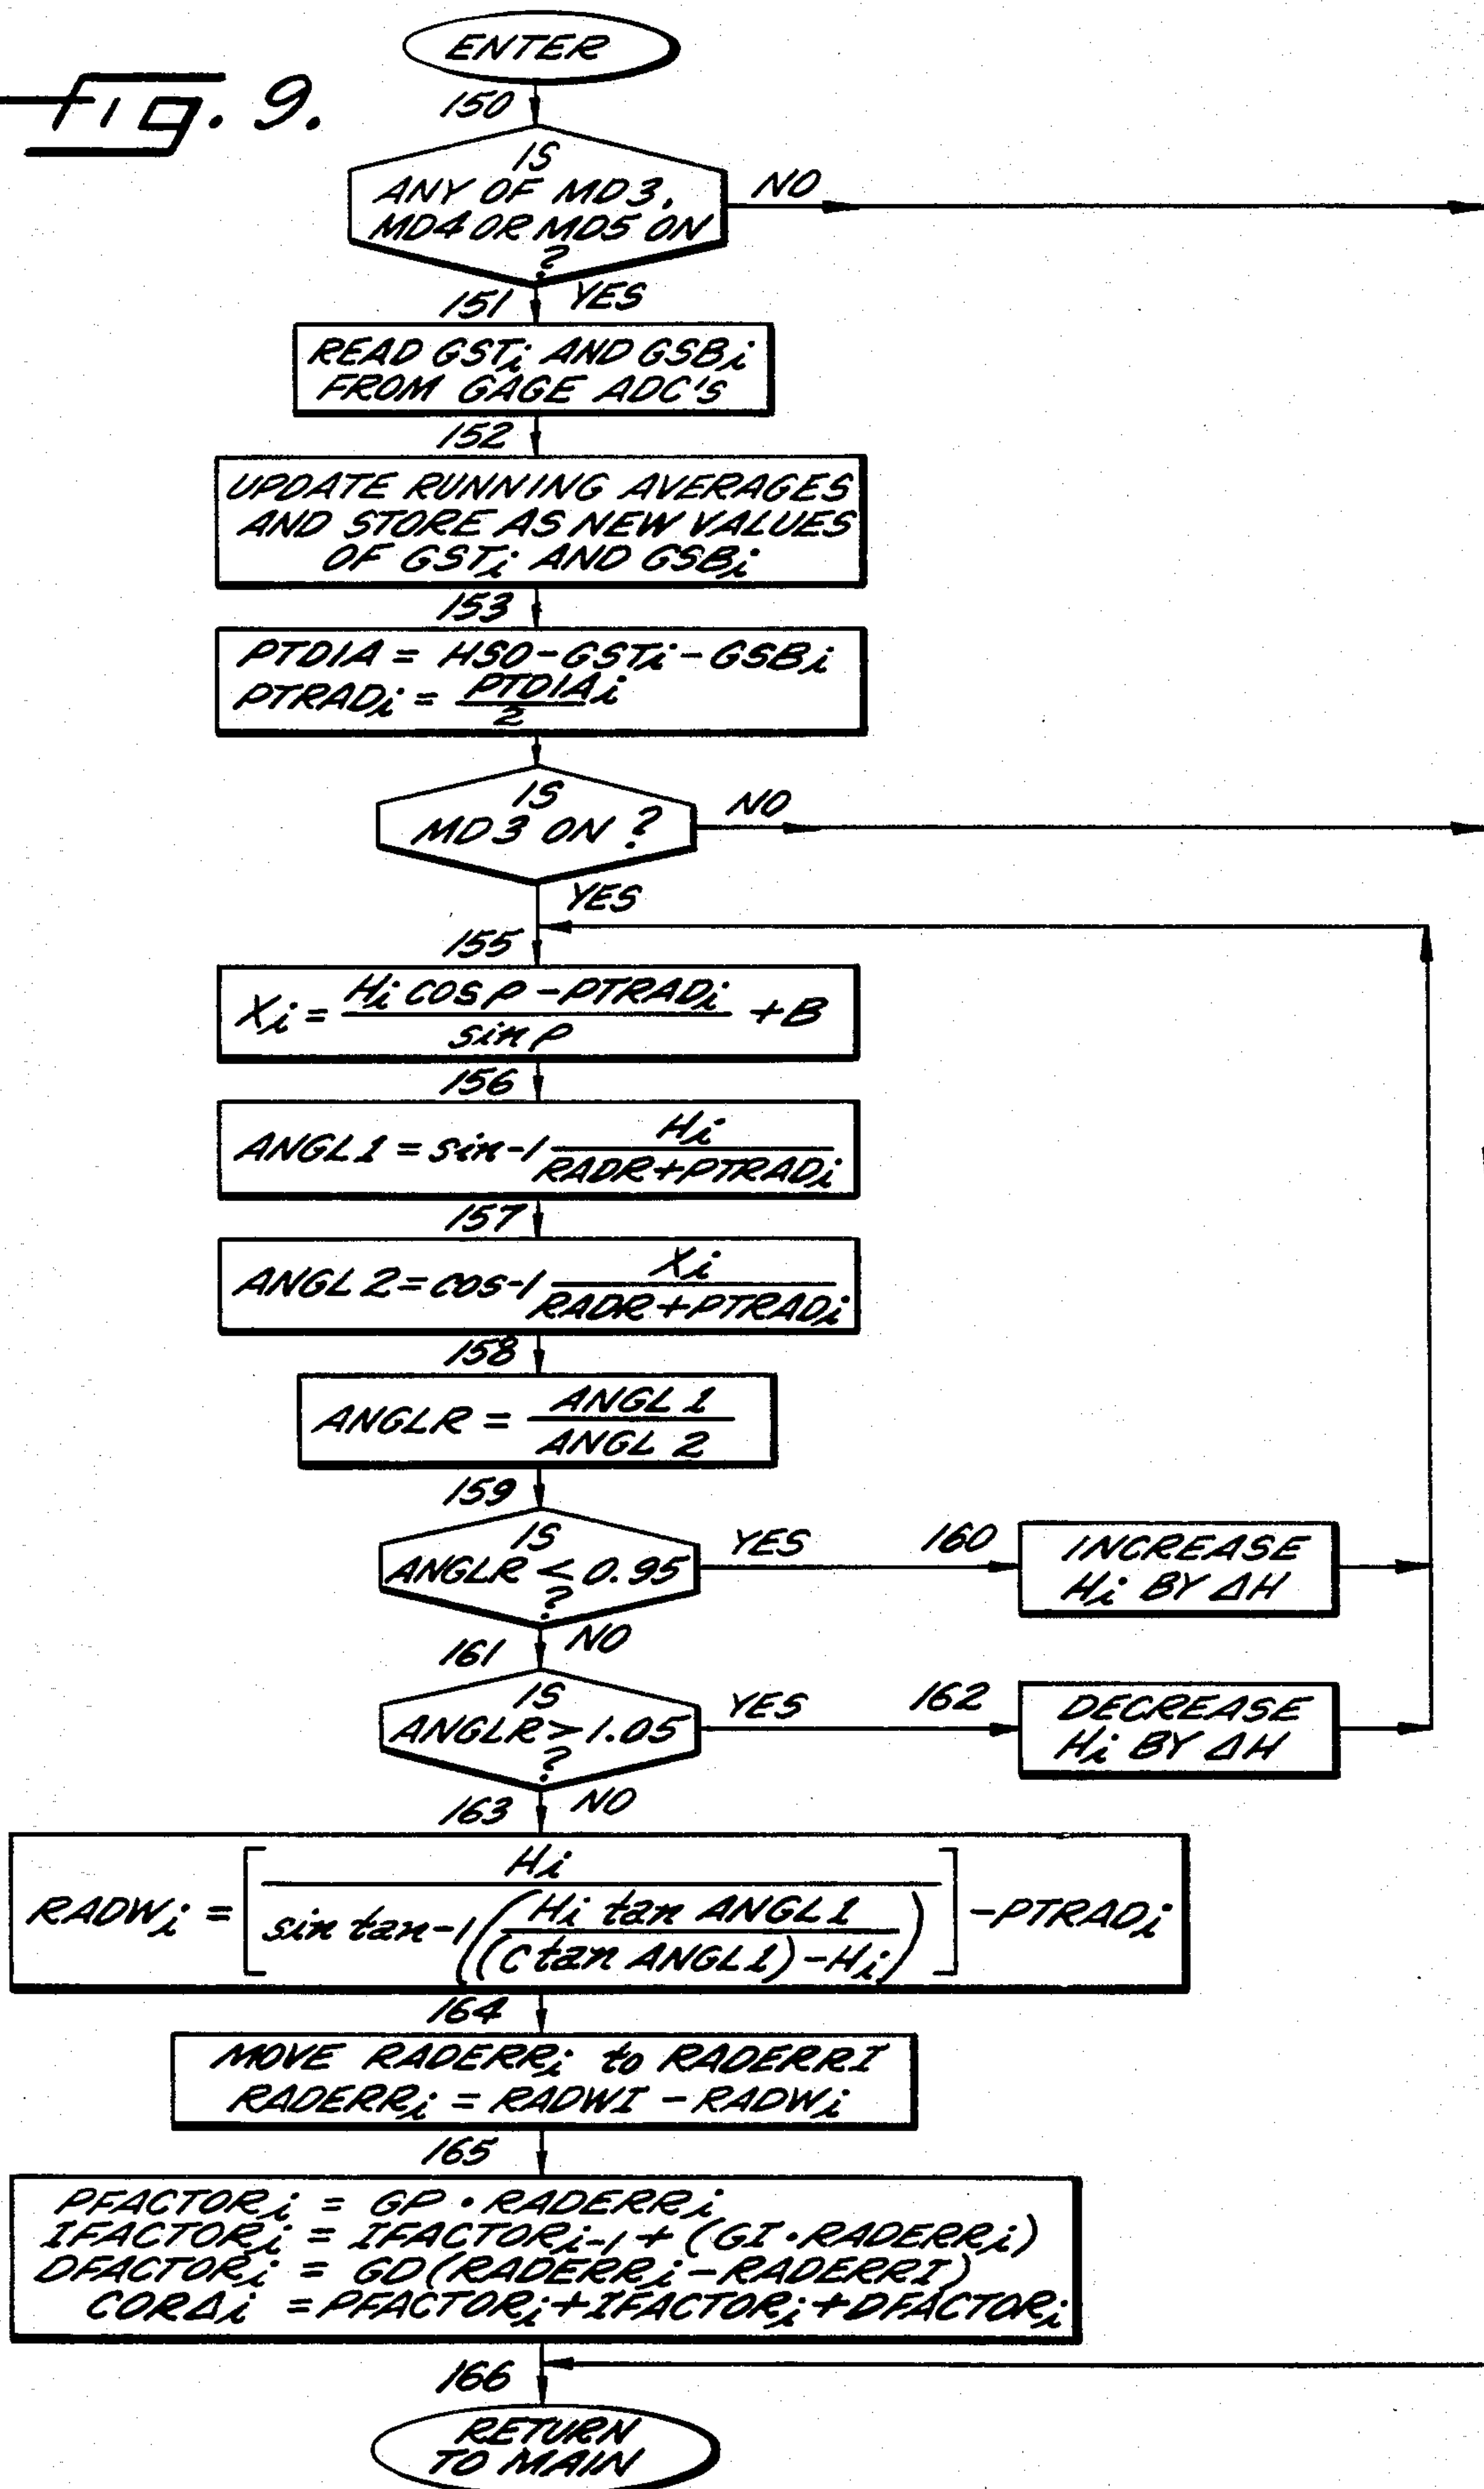 fig. 9.
ENTER
150
IS
ANY OF MD3,
MD4 OR MD5 ON
?
NO
151
YES
READ GSTi AND GSBi
FROM GAGE ADC'S
152
UPDATE RUNNING AVERAGES
AND STORE AS NEW VALUES
OF GSTi AND GSBi
153
PTDIA = HSO-GSTi-GSBi
PTRADi = PTDIAi
2
IS
MD3 ON ?
NO
YES
155
Xi = Hi COS ρ - PTRADi
sin ρ
+B
156
ANGL1 = sin-1 Hi
RADR+PTRADi
157
ANGL2 = cos-1 Xi
RADR+PTRADi
158
ANGLR = ANGL 1
ANGL 2
159
IS
ANGLR < 0.95
?
YES
160
INCREASE
Hi BY ΔH
161
NO
IS
ANGLR > 1.05
?
YES
162
DECREASE
Hi BY ΔH
163
NO
RADWi = [ Hi
sin tan-1 ( Hi tan ANGL1
(C tan ANGL1) - Hi ) ] - PTRADi
164
MOVE RADERRi to RADERRI
RADERRi = RADWI - RADWi
165
PFACTORi = GP • RADERRi
IFACTORi = IFACTORi-1 + (GI • RADERRi)
DFACTORi = GD(RADERRi - RADERRI)
CORΔi = PFACTORi + IFACTORi + DFACTORi
166
RETURN
TO MAIN